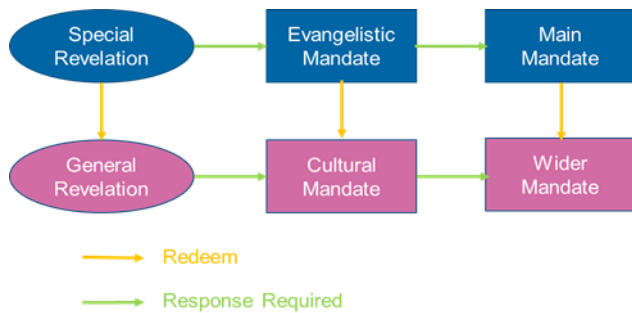 Special
Revelation
Evangelistic
Mandate
Main
Mandate
General
Revelation
Cultural
Mandate
Wider
Mandate
Redeem
Response Required